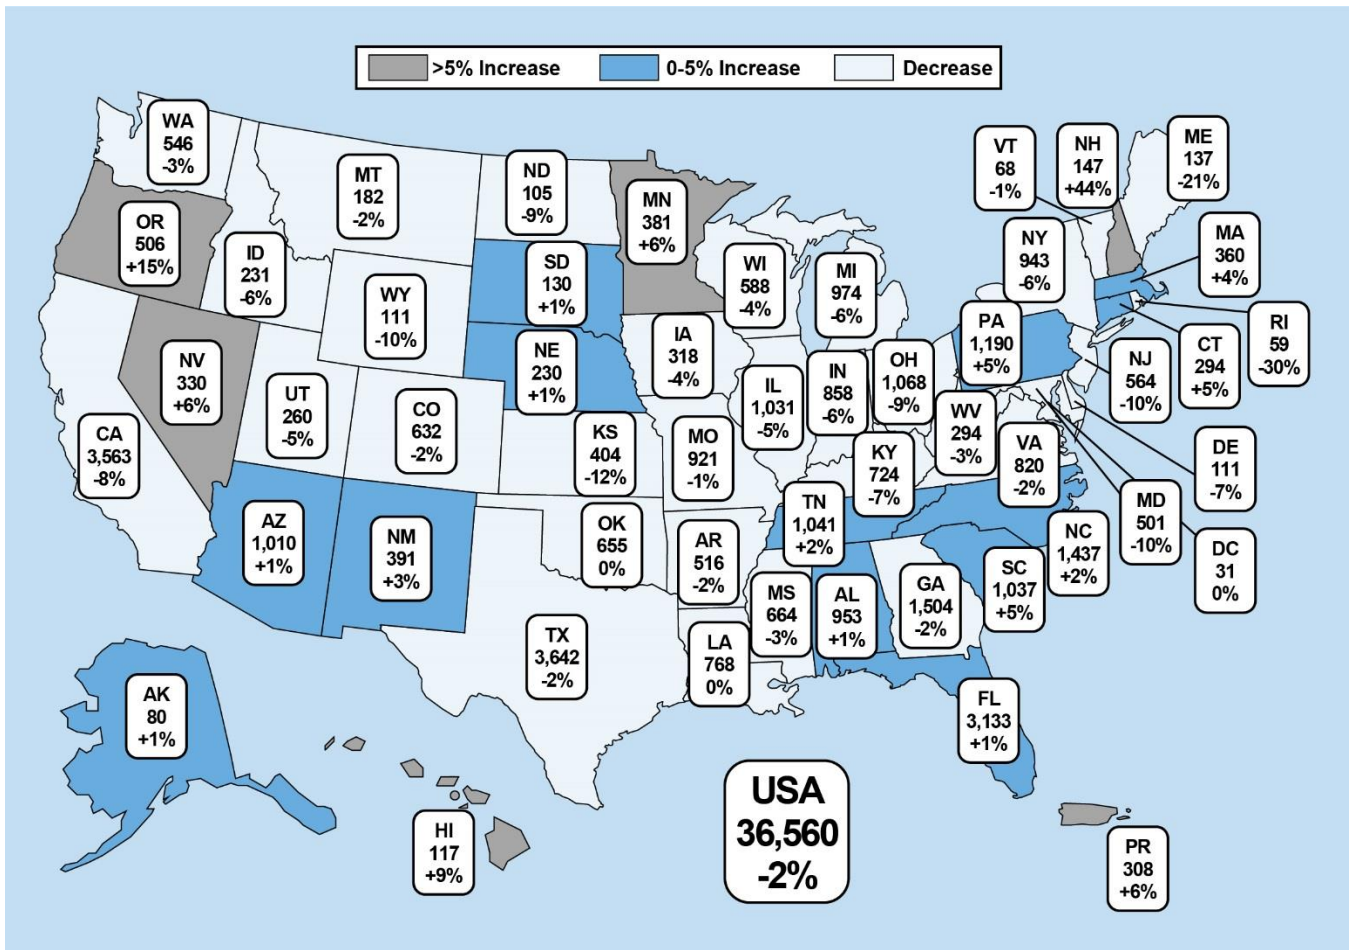 >5% Increase
0-5% Increase
Decrease
WA
546
-3%
OR
506
+15%
CA
3,563
-8%
NV
330
+6%
ID
231
-6%
MT
182
-2%
WY
111
-10%
UT
260
-5%
CO
632
-2%
AZ
1,010
+1%
NM
391
+3%
ND
105
-9%
SD
130
+1%
NE
230
+1%
KS
404
-12%
OK
655
0%
TX
3,642
-2%
MN
381
+6%
IA
318
-4%
MO
921
-1%
AR
516
-2%
LA
768
0%
WI
588
-4%
IL
1,031
-5%
MI
974
-6%
IN
858
-6%
OH
1,068
-9%
KY
724
-7%
TN
1,041
+2%
MS
664
-3%
AL
953
+1%
GA
1,504
-2%
FL
3,133
+1%
SC
1,037
+5%
NC
1,437
+2%
VA
820
-2%
WV
294
-3%
PA
1,190
+5%
NY
943
-6%
VT
68
-1%
NH
147
+44%
ME
137
-21%
MA
360
+4%
RI
59
-30%
CT
294
+5%
NJ
564
-10%
DE
111
-7%
MD
501
-10%
DC
31
0%
AK
80
+1%
HI
117
+9%
USA
36,560
-2%
PR
308
+6%